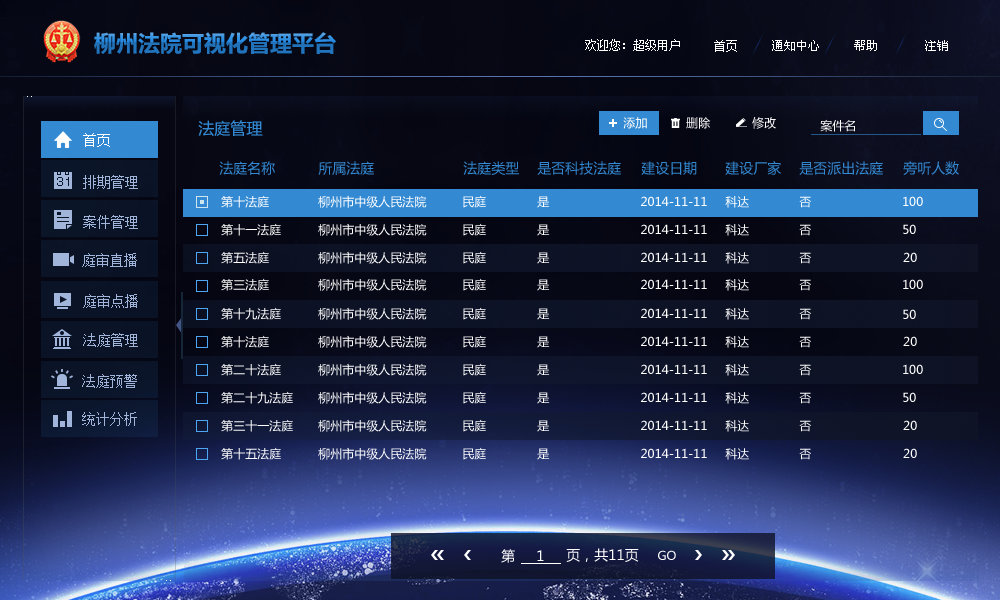 柳州法院可视化管理平台
欢迎您：超级用户 首页 通知中心 帮助 注销
首页
排期管理
案件管理
庭审直播
庭审点播
法庭管理
法庭预警
统计分析
法庭管理
+ 添加 删除 修改 案件名
法庭名称 所属法庭 法庭类型 是否科技法庭 建设日期 建设厂家 是否派出法庭 旁听人数
第十法庭 柳州市中级人民法院 民庭 是 2014-11-11 科达 否 100
第十一法庭 柳州市中级人民法院 民庭 是 2014-11-11 科达 否 50
第五法庭 柳州市中级人民法院 民庭 是 2014-11-11 科达 否 20
第三法庭 柳州市中级人民法院 民庭 是 2014-11-11 科达 否 100
第十九法庭 柳州市中级人民法院 民庭 是 2014-11-11 科达 否 50
第十法庭 柳州市中级人民法院 民庭 是 2014-11-11 科达 否 20
第二十法庭 柳州市中级人民法院 民庭 是 2014-11-11 科达 否 100
第二十九法庭 柳州市中级人民法院 民庭 是 2014-11-11 科达 否 50
第三十一法庭 柳州市中级人民法院 民庭 是 2014-11-11 科达 否 20
第十五法庭 柳州市中级人民法院 民庭 是 2014-11-11 科达 否 20
« ‹ 第 1 页，共11页 GO › »